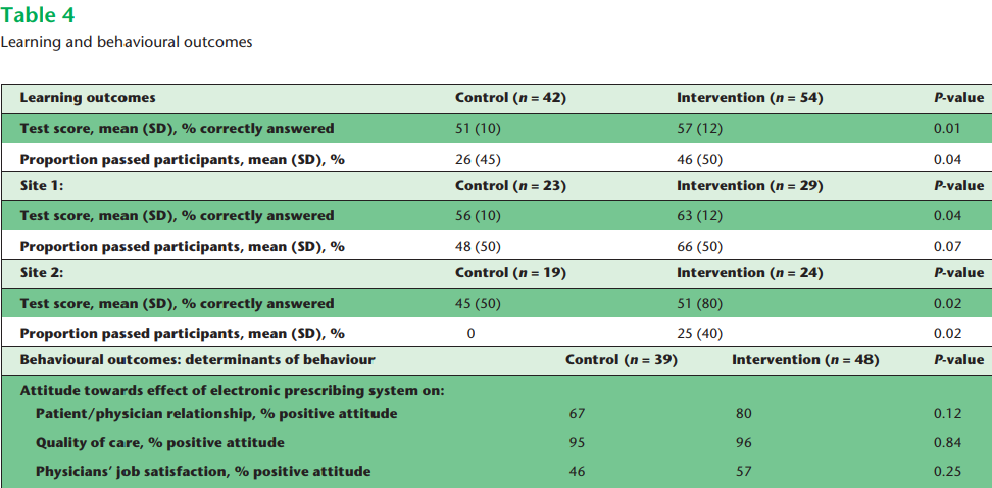 Table 4
Learning and behavioural outcomes
Learning outcomes Control (n = 42) Intervention (n = 54) P-value
Test score, mean (SD), % correctly answered 51 (10) 57 (12) 0.01
Proportion passed participants, mean (SD), % 26 (45) 46 (50) 0.04
Site 1: Control (n = 23) Intervention (n = 29) P-value
Test score, mean (SD), % correctly answered 56 (10) 63 (12) 0.04
Proportion passed participants, mean (SD), % 48 (50) 66 (50) 0.07
Site 2: Control (n = 19) Intervention (n = 24) P-value
Test score, mean (SD), % correctly answered 45 (50) 51 (80) 0.02
Proportion passed participants, mean (SD), % 0 25 (40) 0.02
Behavioural outcomes: determinants of behaviour Control (n = 39) Intervention (n = 48) P-value
Attitude towards effect of electronic prescribing system on:
Patient/physician relationship, % positive attitude 67 80 0.12
Quality of care, % positive attitude 95 96 0.84
Physicians' job satisfaction, % positive attitude 46 57 0.25